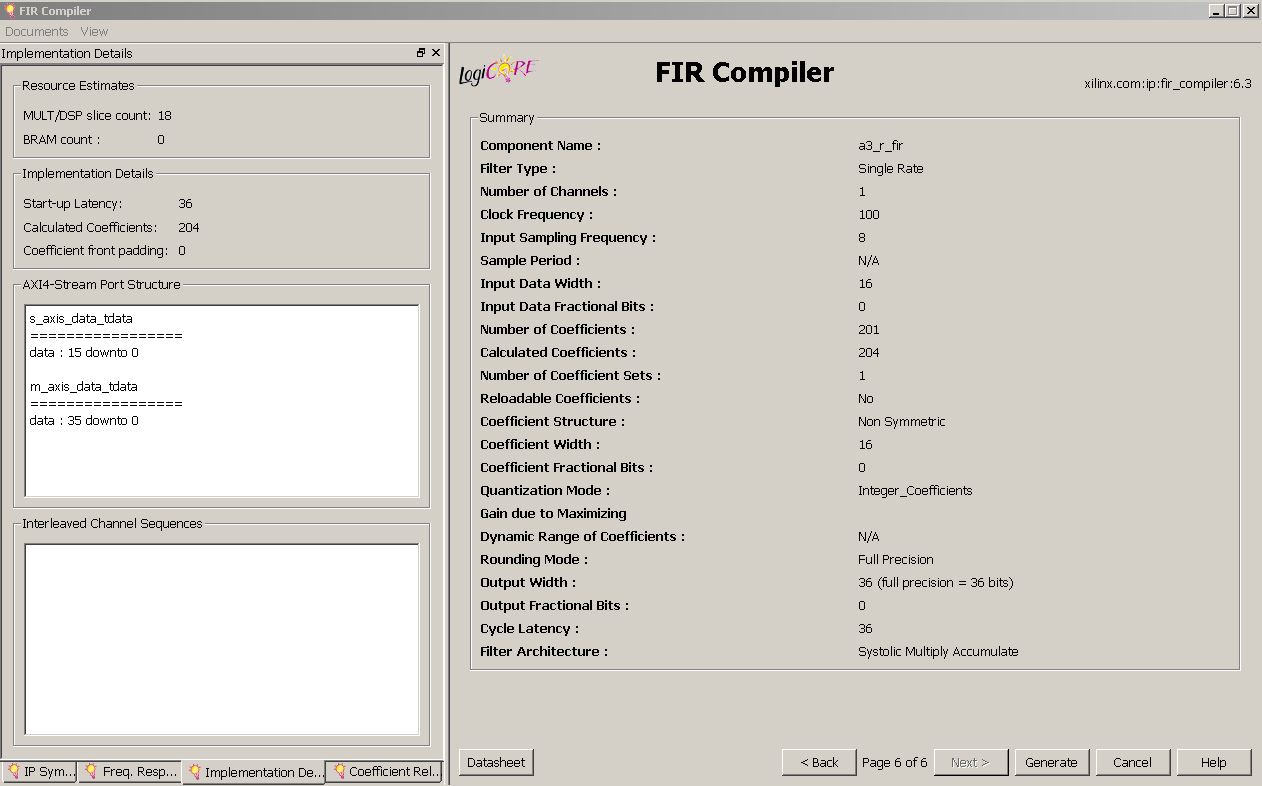 FIR Compiler
Documents View
Implementation Details
Resource Estimates
MULT/DSP slice count: 18
BRAM count : 0
Implementation Details
Start-up Latency: 36
Calculated Coefficients: 204
Coefficient front padding: 0
AXI4-Stream Port Structure
s_axis_data_tdata
=================
data : 15 downto 0
m_axis_data_tdata
=================
data : 35 downto 0
Interleaved Channel Sequences
IP Sym... Freq. Resp... Implementation De... Coefficient Rel...
LogiCORE
FIR Compiler
xilinx.com:ip:fir_compiler:6.3
Summary
Component Name : a3_r_fir
Filter Type : Single Rate
Number of Channels : 1
Clock Frequency : 100
Input Sampling Frequency : 8
Sample Period : N/A
Input Data Width : 16
Input Data Fractional Bits : 0
Number of Coefficients : 201
Calculated Coefficients : 204
Number of Coefficient Sets : 1
Reloadable Coefficients : No
Coefficient Structure : Non Symmetric
Coefficient Width : 16
Coefficient Fractional Bits : 0
Quantization Mode : Integer_Coefficients
Gain due to Maximizing
Dynamic Range of Coefficients : N/A
Rounding Mode : Full Precision
Output Width : 36 (full precision = 36 bits)
Output Fractional Bits : 0
Cycle Latency : 36
Filter Architecture : Systolic Multiply Accumulate
Datasheet < Back Page 6 of 6 Next > Generate Cancel Help